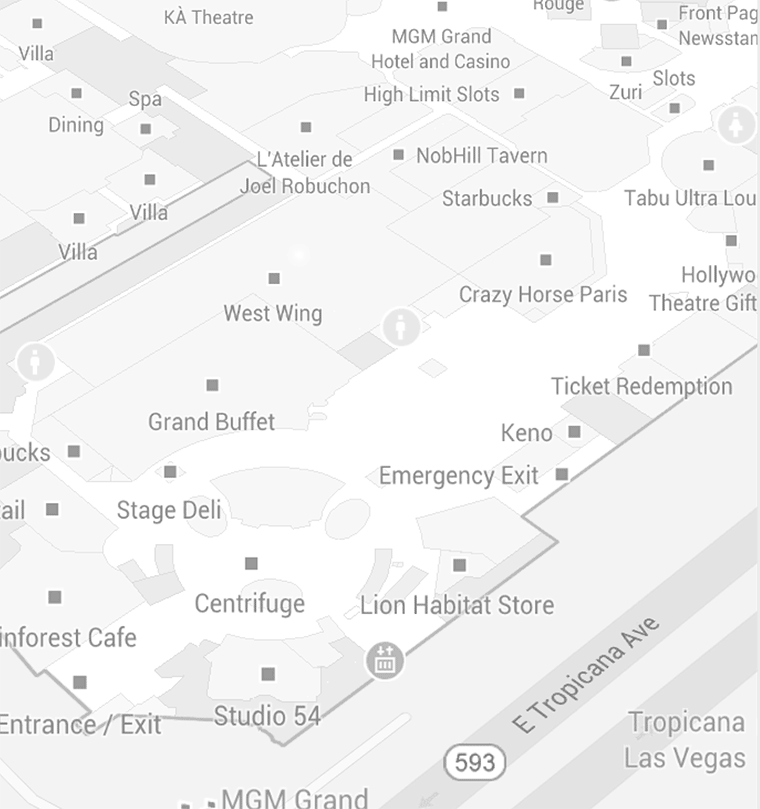 KÀ Theatre
Rouge
Front Pag
Newsstan
MGM Grand
Hotel and Casino
Villa
Zuri
Slots
High Limit Slots
Spa
Dining
L'Atelier de
Joel Robuchon
NobHill Tavern
Starbucks
Tabu Ultra Lou
Villa
Villa
Hollywo
Theatre Gift
Crazy Horse Paris
West Wing
Ticket Redemption
Grand Buffet
Keno
bucks
Emergency Exit
ail
Stage Deli
Centrifuge
Lion Habitat Store
inforest Cafe
E Tropicana Ave
Entrance / Exit
Studio 54
Tropicana
Las Vegas
593
MGM Grand